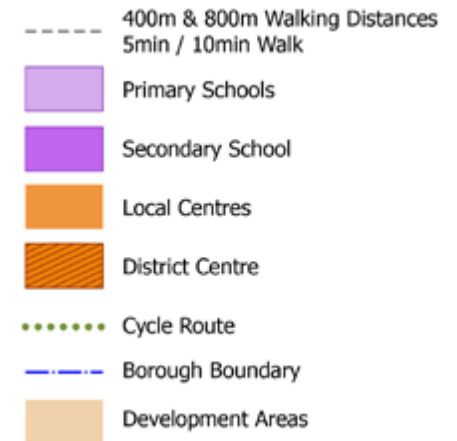 400m & 800m Walking Distances
5min / 10min Walk
Primary Schools
Secondary School
Local Centres
District Centre
Cycle Route
Borough Boundary
Development Areas